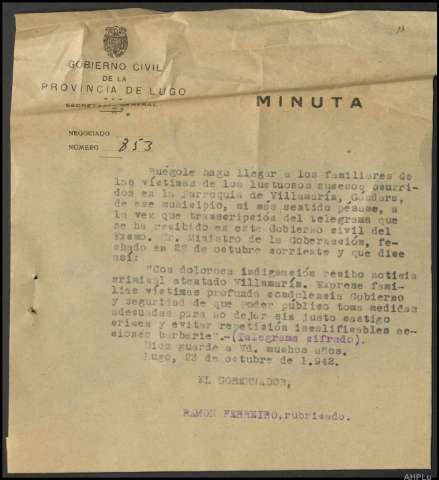 GOBIERNO CIVIL
DE LA
PROVINCIA DE LUGO
SECRETARÍA GENERAL
MINUTA
NEGOCIADO
NÚMERO 853
Ruégole haga llegar a los familiares de
las víctimas de los luctuosos sucesos ocurri-
dos en la Parroquia de Villamaría,
de ese municipio, mi más sentido pésame, a
la vez que transcripción del telegrama que
se ha recibido en este Gobierno civil del
Excmo. Sr. Ministro de la Gobernación, fe-
chado en 22 de octubre corriente y que dice
así:
"Con dolorosa indignación recibo noticia
criminal atentado Villamaría. Exprese fami-
lias víctimas profunda condolencia Gobierno
y seguridad de que poder público toma medidas
adecuadas para no dejar sin justo castigo
y evitar repetición incalificables ac-
ciones barbarie".-(Telegrama cifrado).
Dios guarde a Vd. muchos años.
Lugo, 23 de octubre de 1.942.
EL GOBERNADOR,
RAMON FERREIRO, rubricado.
AHPLu